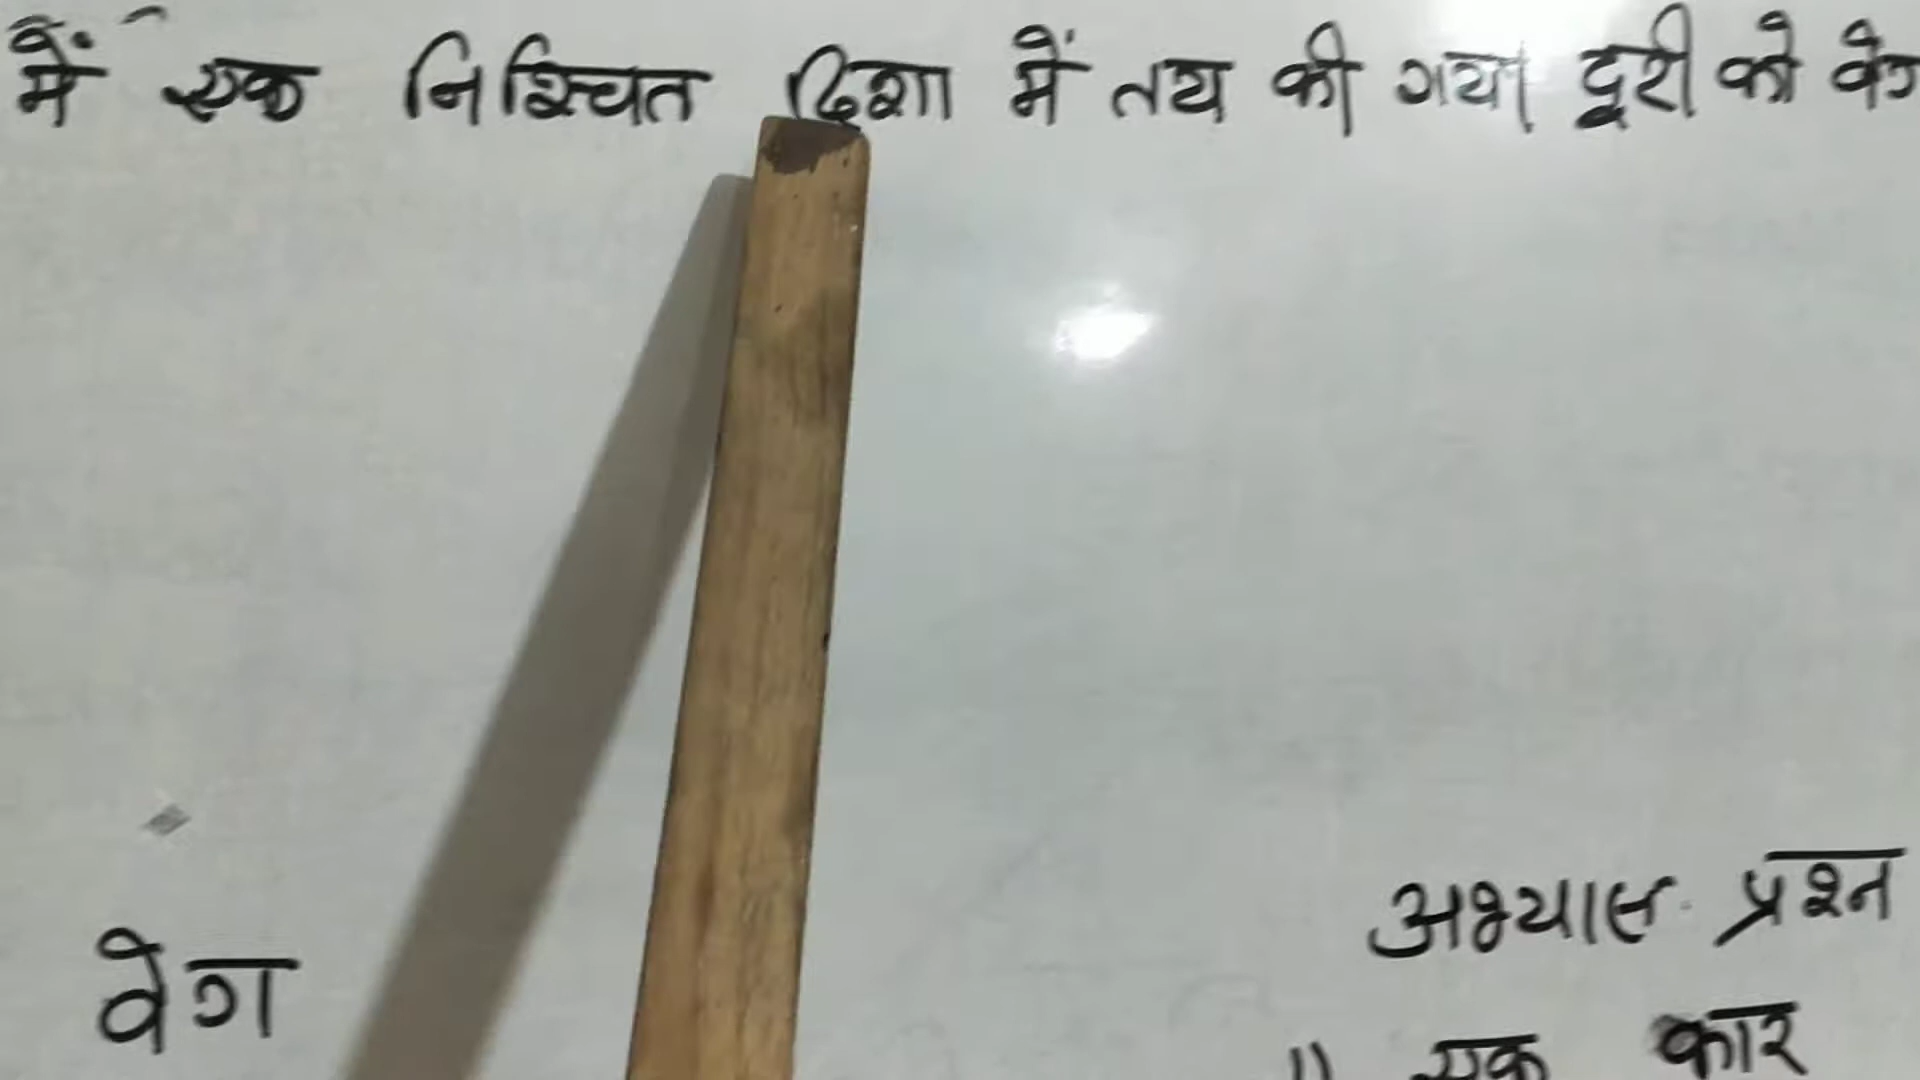 में एक निश्चित दिशा में तय की गया दूरी को वेग
अभ्यास प्रश्न
वेग
1) एक कार